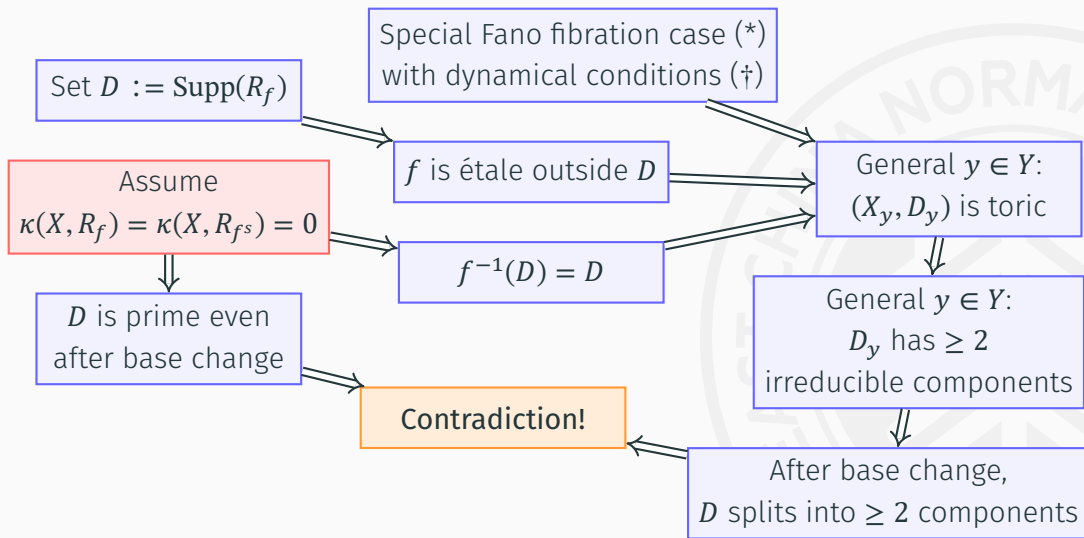 Special Fano fibration case (*)
with dynamical conditions (†)
Set D := Supp(R_f)
f is étale outside D
General y ∈ Y:
(X_y, D_y) is toric
Assume
κ(X, R_f) = κ(X, R_{f^s}) = 0
f^{-1}(D) = D
D is prime even
after base change
General y ∈ Y:
D_y has ≥ 2
irreducible components
Contradiction!
After base change,
D splits into ≥ 2 components